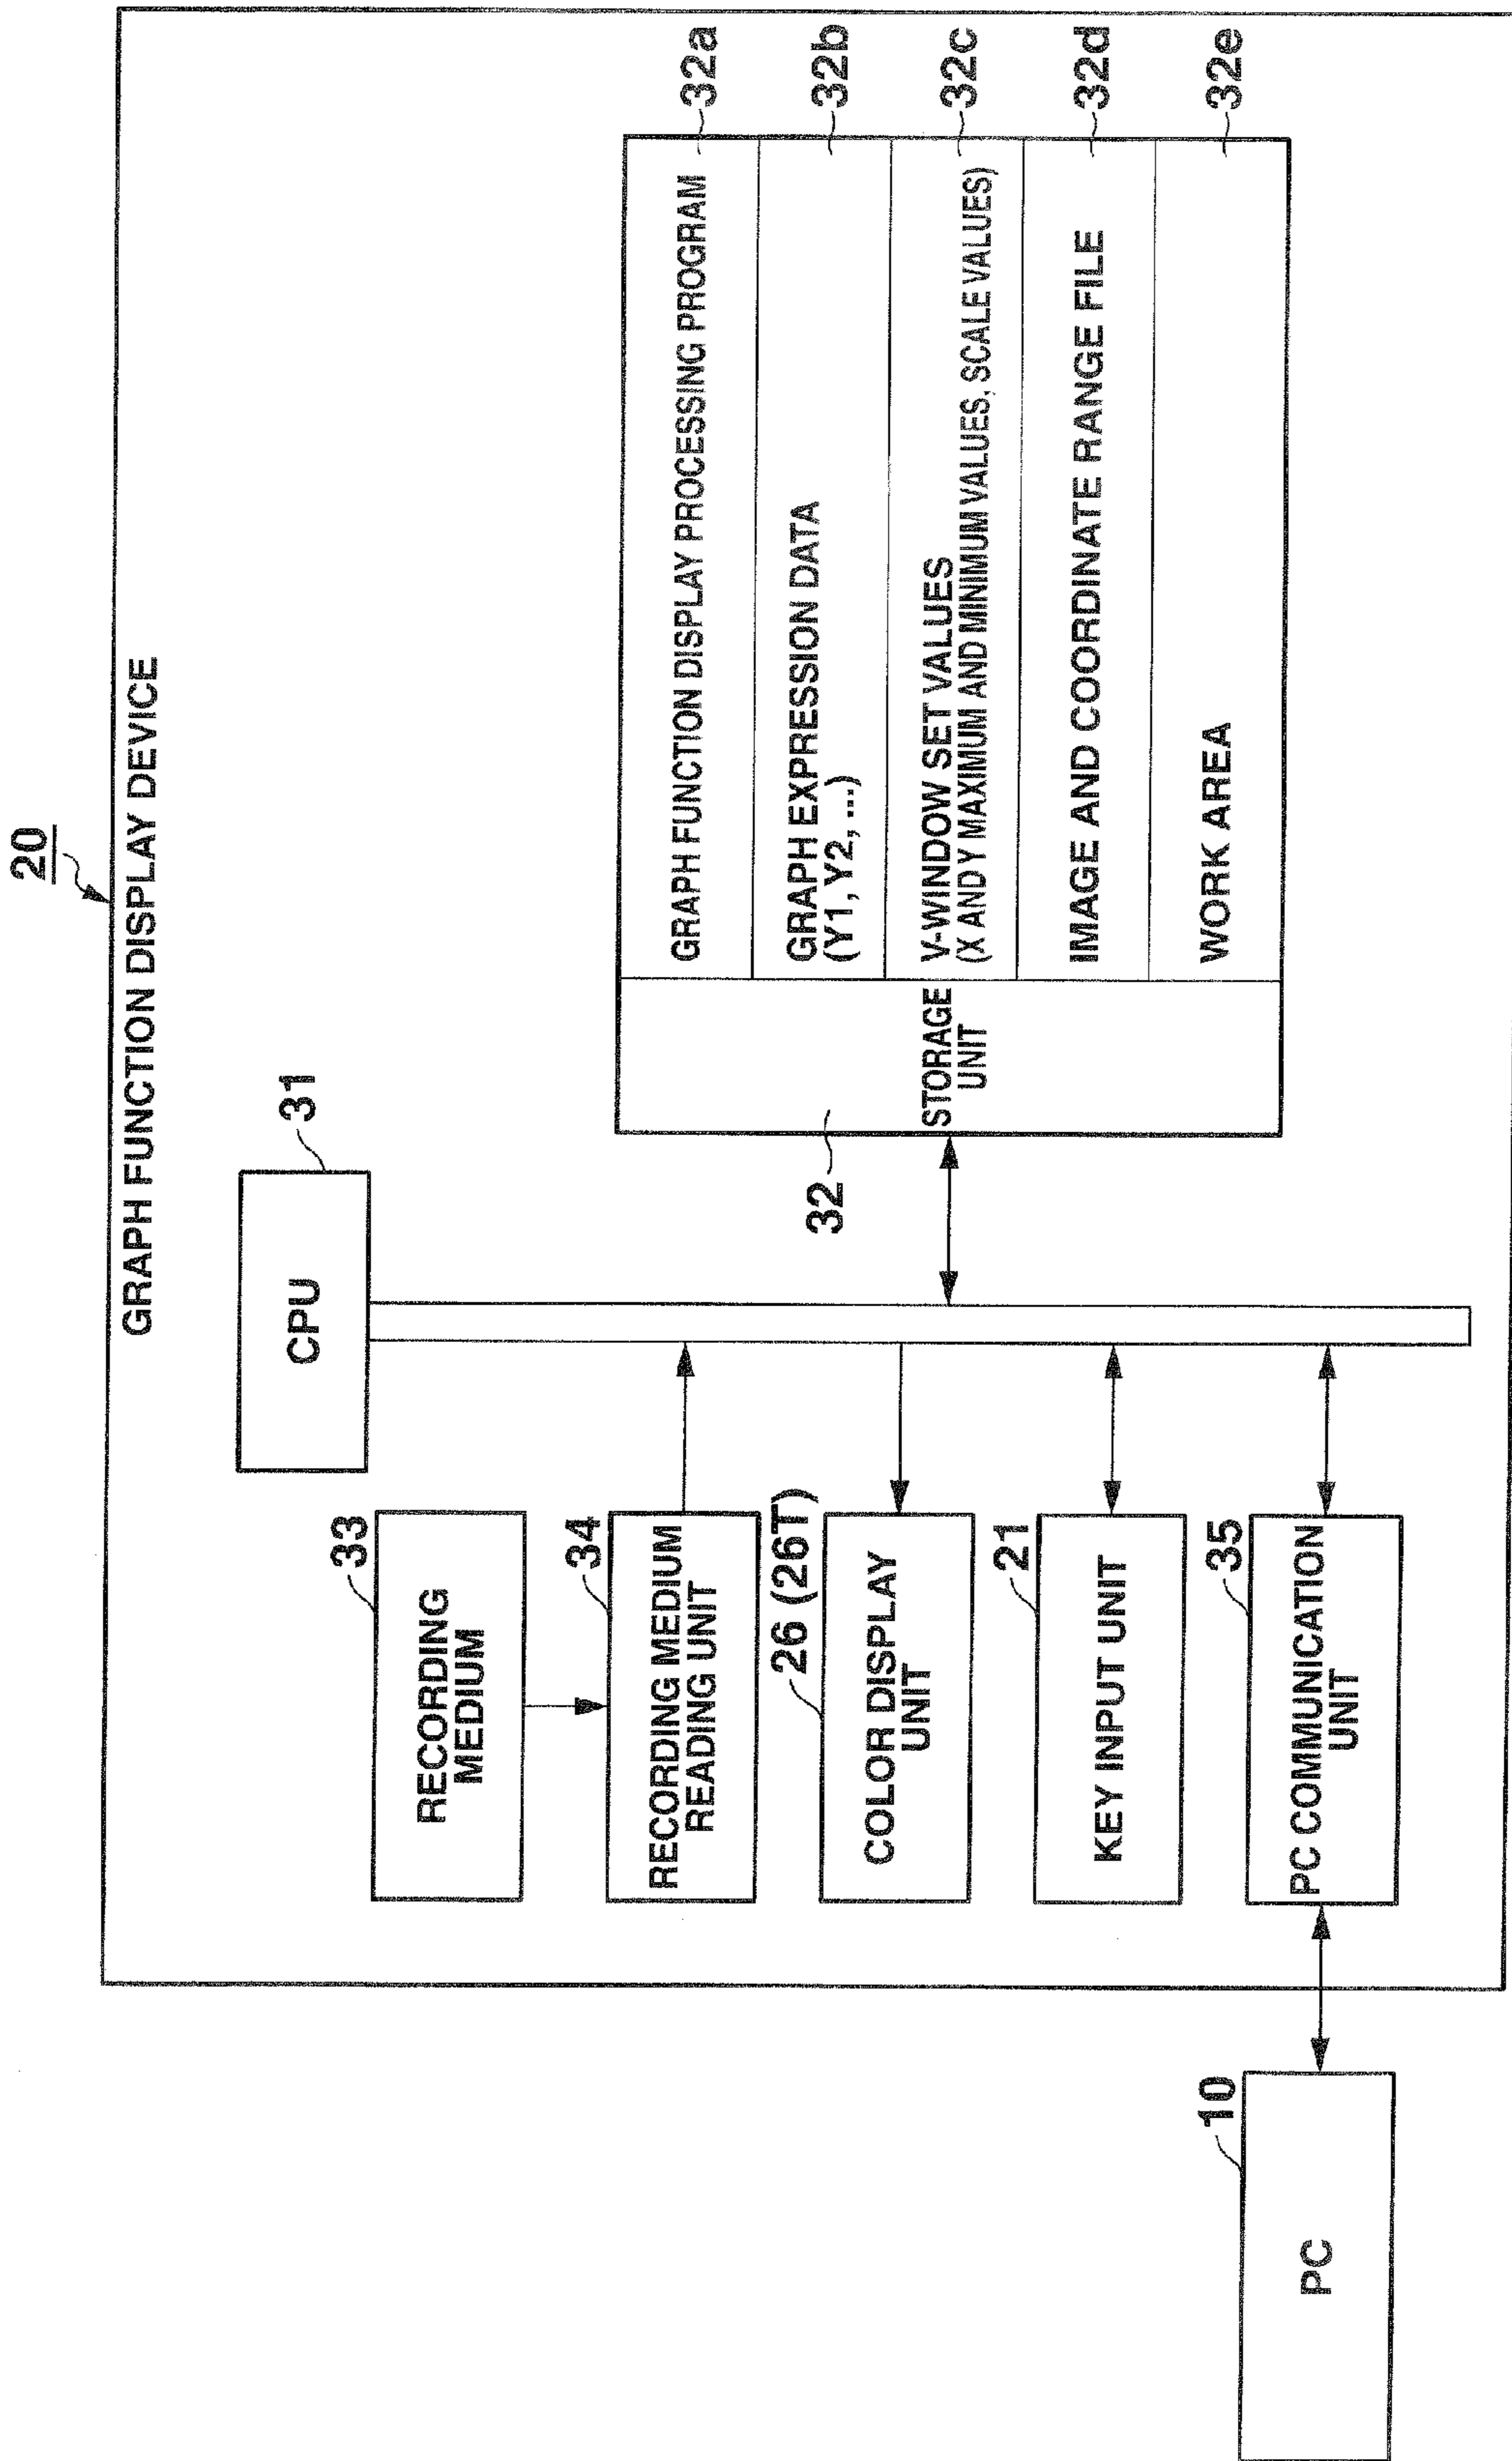 20
GRAPH FUNCTION DISPLAY DEVICE
31
CPU
33
RECORDING
MEDIUM
34
RECORDING MEDIUM
READING UNIT
26 (26T)
COLOR DISPLAY
UNIT
21
KEY INPUT UNIT
35
PC COMMUNICATION
UNIT
10
PC
32
STORAGE
UNIT
GRAPH FUNCTION DISPLAY PROCESSING PROGRAM
32a
GRAPH EXPRESSION DATA
(Y1, Y2, ...)
32b
V-WINDOW SET VALUES
(X AND Y MAXIMUM AND MINIMUM VALUES, SCALE VALUES)
32c
IMAGE AND COORDINATE RANGE FILE
32d
WORK AREA
32e